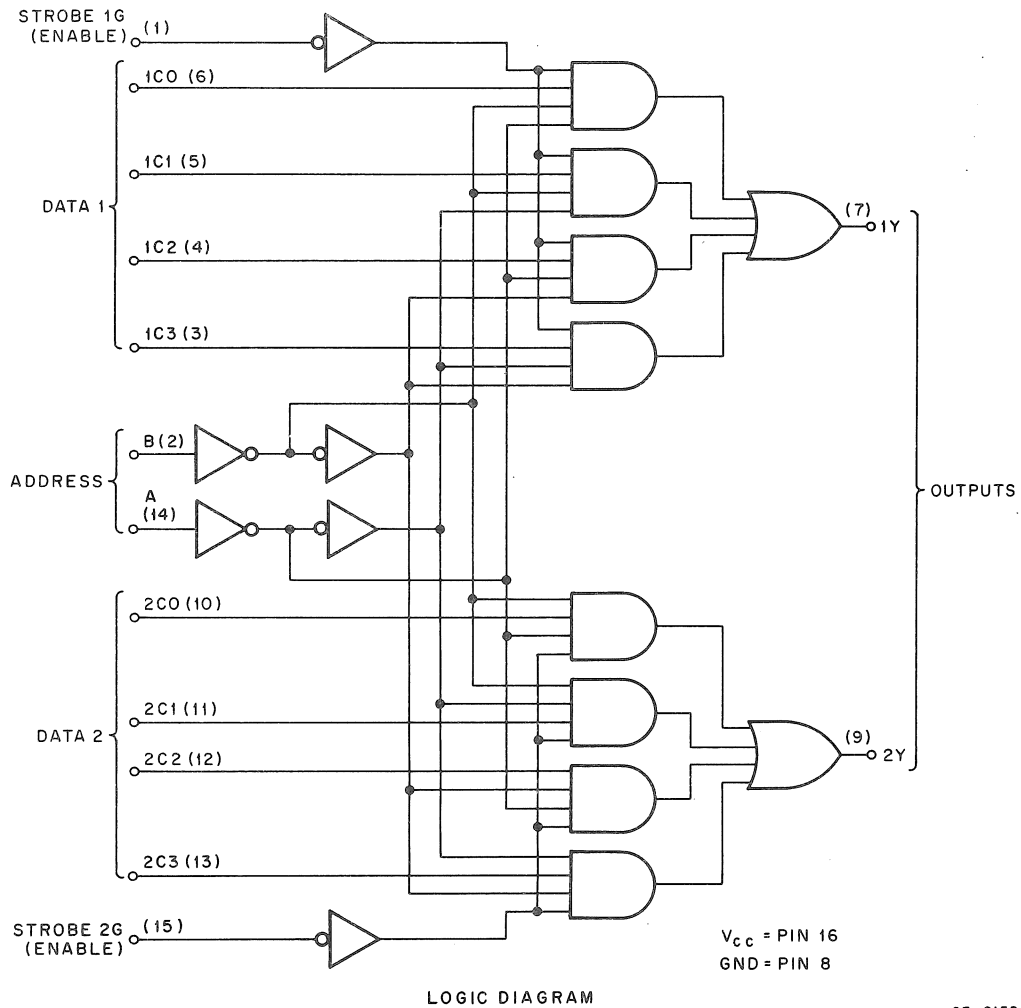 STROBE 1G (1)
(ENABLE)
1C0 (6)
1C1 (5)
DATA 1
(7)
1Y
1C2 (4)
1C3 (3)
B(2)
ADDRESS
A
(14)
OUTPUTS
2C0 (10)
2C1 (11)
DATA 2
(9)
2Y
2C2 (12)
2C3 (13)
STROBE 2G (15)
(ENABLE)
VCC = PIN 16
GND = PIN 8
LOGIC DIAGRAM